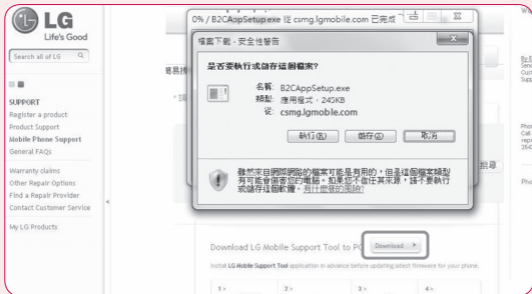 LG
Life's Good
Search all of LG
SUPPORT
Register a product
Product Support
Mobile Phone Support
General FAQs
Warranty claims
Other Repair Options
Find a Repair Provider
Contact Customer Service
My LG Products
0% / B2CAppSetup.exe 從 csmg.lgmobile.com 已完成
檔案下載 - 安全性警告
是否要執行或儲存這個檔案?
名稱: B2CAppSetup.exe
類型: 應用程式, 245KB
從: csmg.lgmobile.com
執行(R) 儲存(S) 取消
雖然來自網際網路的檔案可能是有用的,但是這個檔案類型
有可能會傷害您的電腦。如果您不信任其來源,請不要執行
或儲存這個軟體。有什麼樣的風險?
Download LG Mobile Support Tool to PC Download
Install LG Mobile Support Tool application in advance before updating latest firmware for your phone.
1 > 2 > 3 > 4 >